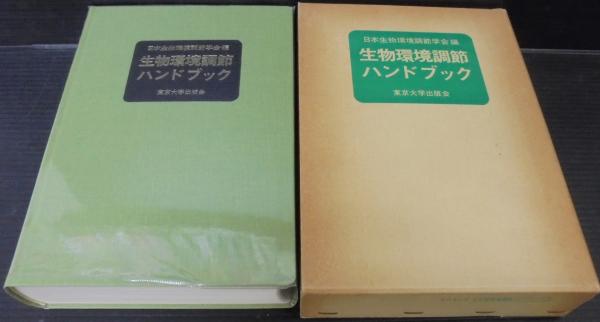 日本生物環境調節学会編
生物環境調節
ハンドブック
東京大学出版会
日本生物環境調節学会 編
生物環境調節
ハンドブック
東京大学出版会